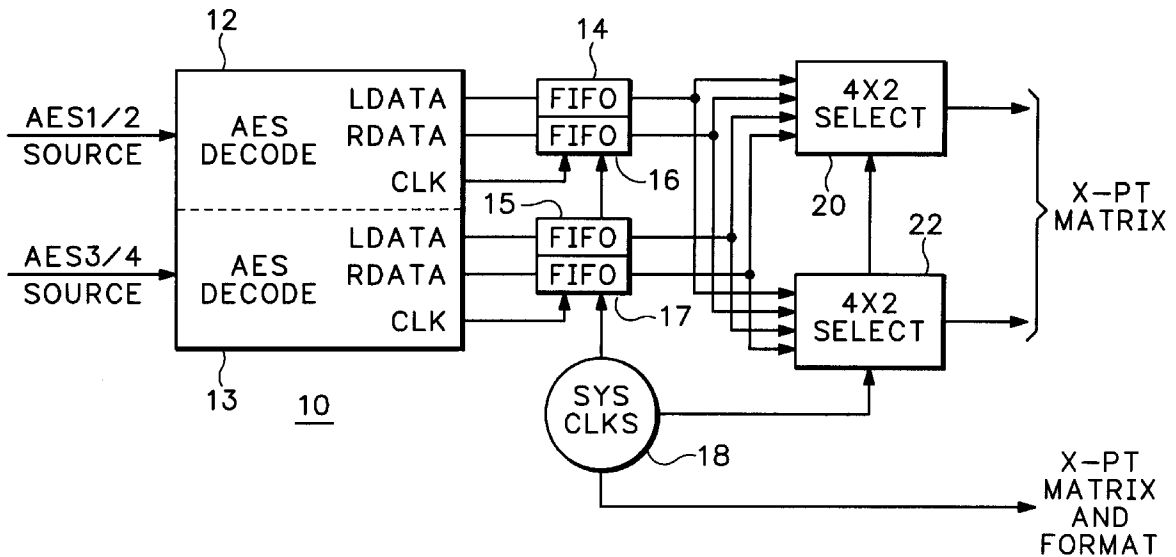 12
14
AES1/2
SOURCE
AES
DECODE
LDATA
RDATA
CLK
FIFO
FIFO
16
4X2
SELECT
20
X-PT
MATRIX
15
AES3/4
SOURCE
AES
DECODE
LDATA
RDATA
CLK
FIFO
FIFO
17
22
4X2
SELECT
13
10
SYS
CLKS
18
X-PT
MATRIX
AND
FORMAT